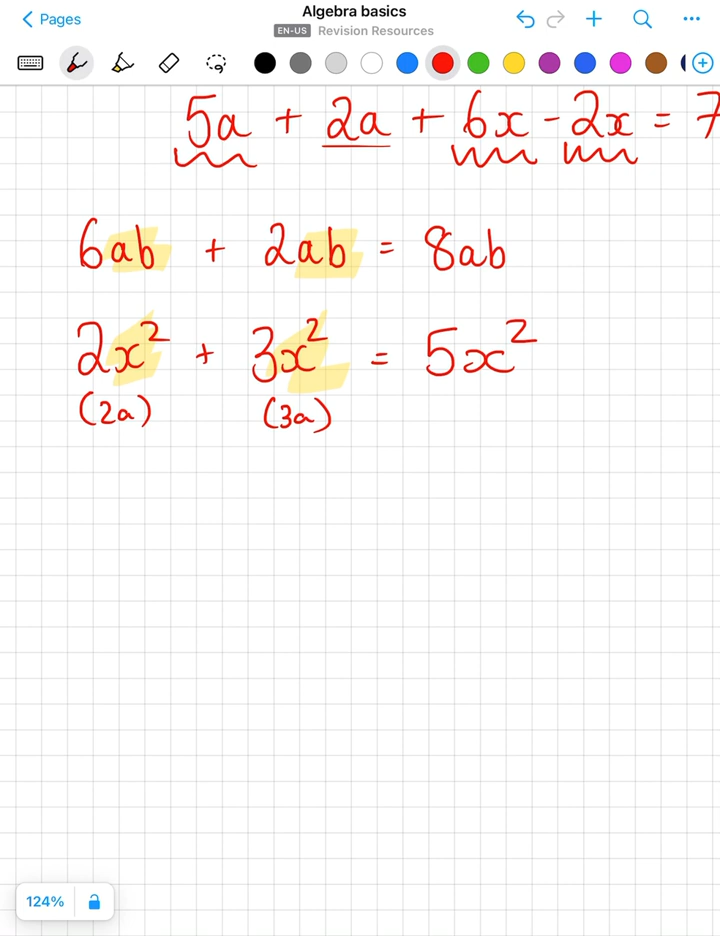 Pages
Algebra basics
EN-US Revision Resources
5a + 2a + 6x - 2x = 7
6ab + 2ab = 8ab
2x² + 3x² = 5x²
(2a) (3a)
124%